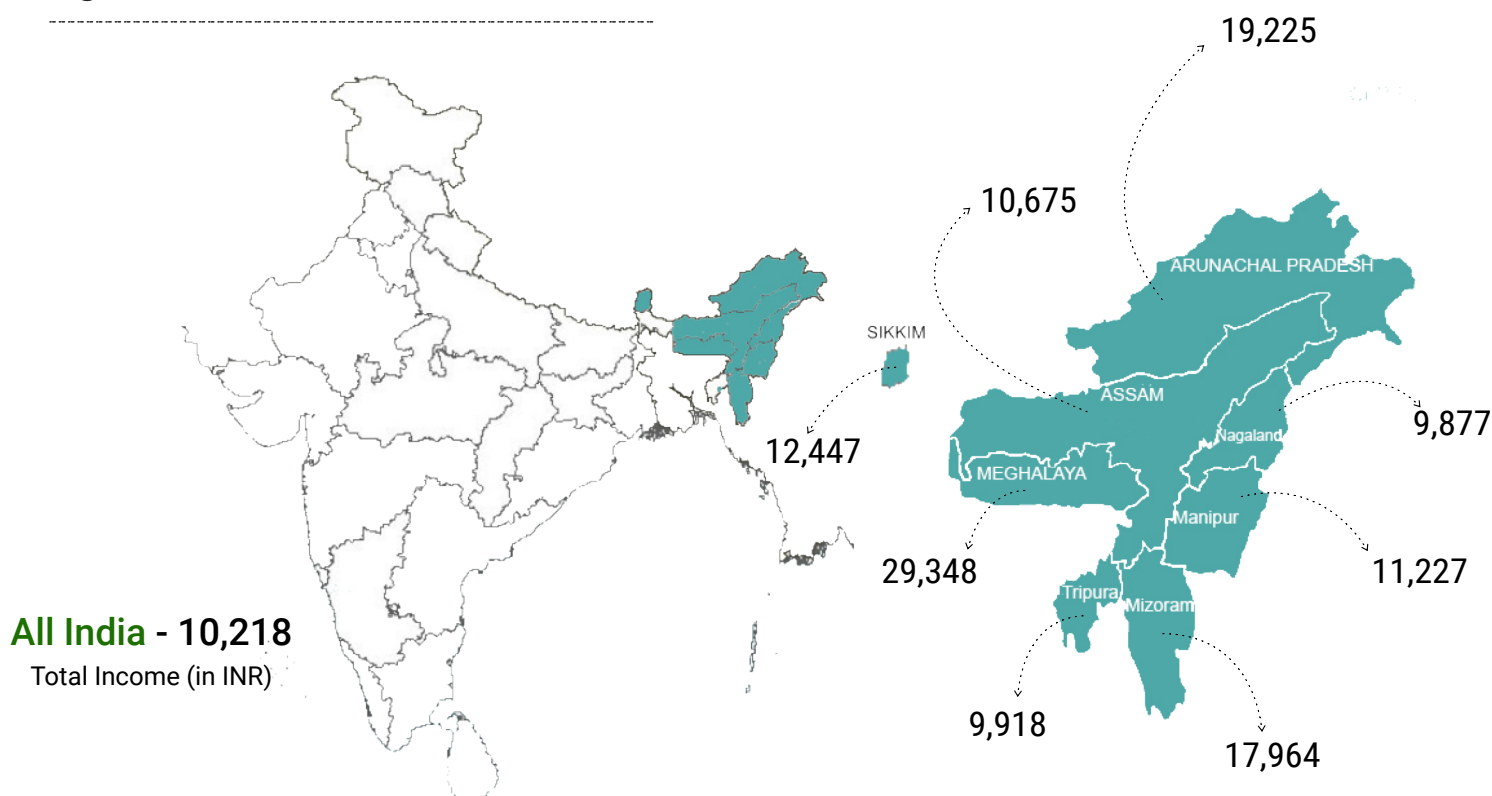 19,225
10,675
ARUNACHAL PRADESH
SIKKIM
ASSAM
9,877
Nagaland
12,447
MEGHALAYA
Manipur
29,348
11,227
Tripura
Mizoram
All India - 10,218
Total Income (in INR)
9,918
17,964